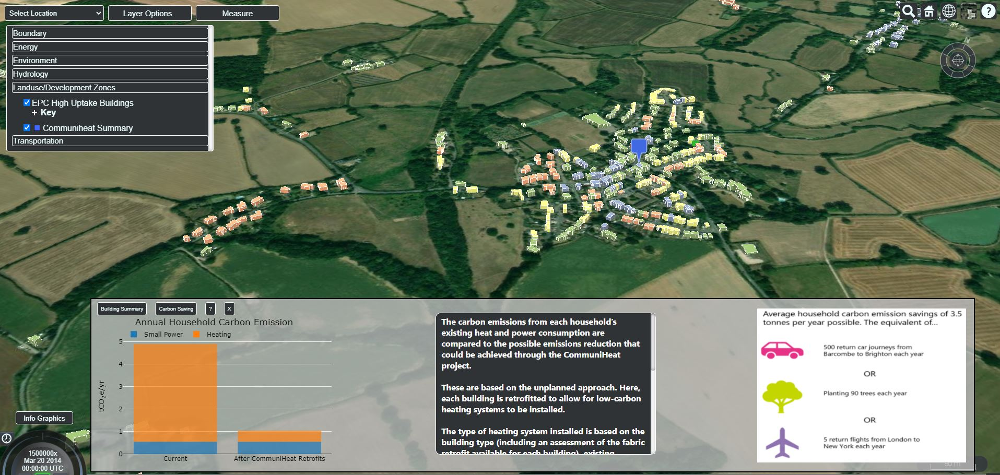 Select Location
Layer Options
Measure
Boundary
Energy
Environment
Hydrology
Landuse/Development Zones
EPC High Uptake Buildings
+ Key
Communiheat Summary
Transportation
?
N
Building Summary
Carbon Saving
?
X
Annual Household Carbon Emission
Small Power
Heating
5
4
3
2
1
0
tCO₂e/yr
Current
After CommuniHeat Retrofits
The carbon emissions from each household's
existing heat and power consumption are
compared to the possible emissions reduction that
could be achieved through the CommuniHeat
project.
These are based on the unplanned approach. Here,
each building is retrofitted to allow for low-carbon
heating systems to be installed.
The type of heating system installed is based on the
building type (including an assessment of the fabric
retrofit available for each building), existing
Average household carbon emission savings of 3.5
tonnes per year possible. The equivalent of...
500 return car journeys from
Barcombe to Brighton each year
OR
Planting 90 trees each year
OR
5 return flights from London to
New York each year
Info Graphics
1500000x
Mar 20 2014
00:00:00 UTC
50 m